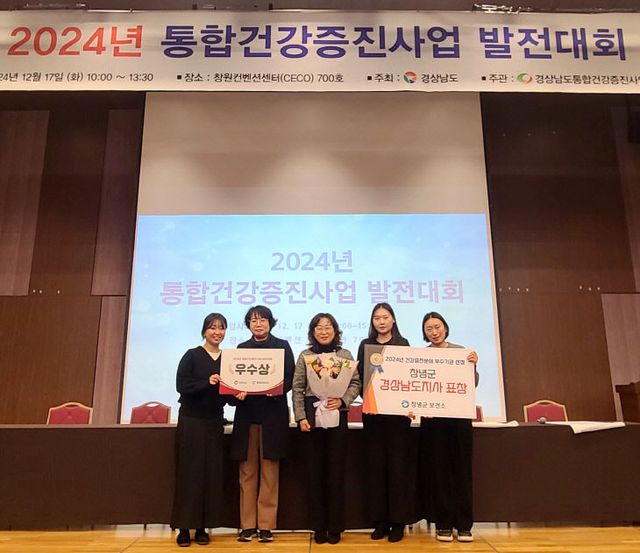 2024년 통합건강증진사업 발전대회
24년 12월 17일 (화) 10:00 ~ 13:30 ■ 장소 : 창원컨벤션센터(CECO) 700호 ■ 주최 : 경상남도 ■ 주관 : 경상남도통합건강증진사업
2024년
통합건강증진사업 발전대회
우수상
2024년 건강증진분야 우수기관 선정
창녕군
경상남도지사 표창
창녕군 보건소